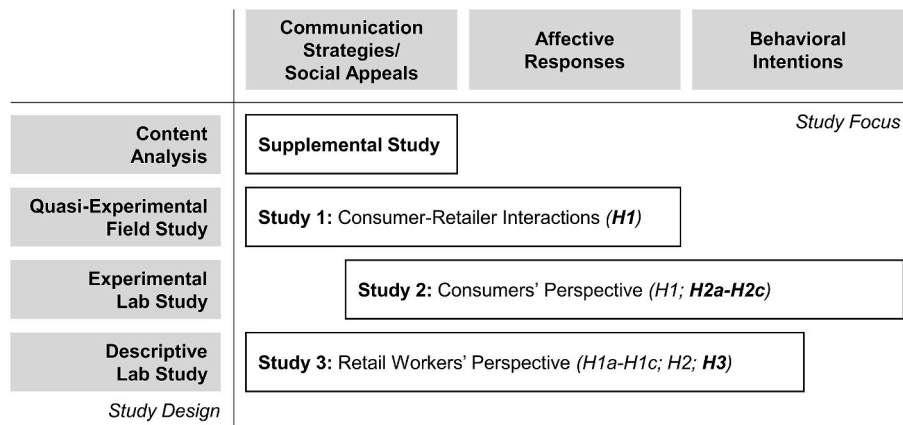 Communication
Strategies/
Social Appeals
Affective
Responses
Behavioral
Intentions
Study Focus
Content
Analysis
Supplemental Study
Quasi-Experimental
Field Study
Study 1: Consumer-Retailer Interactions (H1)
Experimental
Lab Study
Study 2: Consumers’ Perspective (H1; H2a-H2c)
Descriptive
Lab Study
Study 3: Retail Workers’ Perspective (H1a-H1c; H2; H3)
Study Design